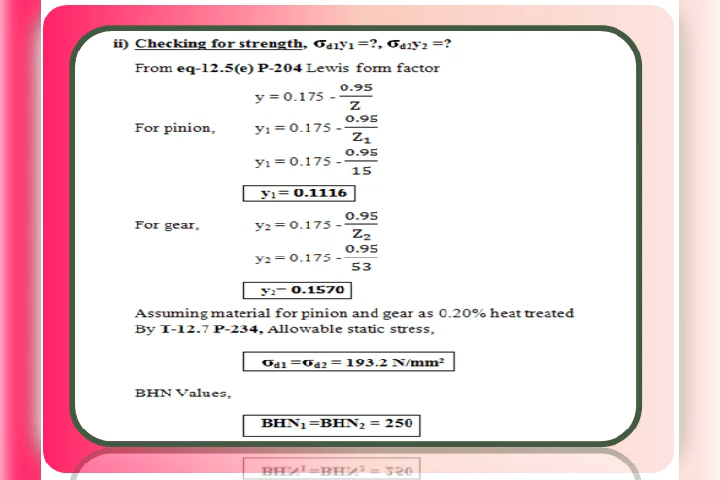 ii) Checking for strength, σd1y1 =?, σd2y2 =?
From eq-12.5(e) P-204 Lewis form factor
y = 0.175 - 0.95/Z
For pinion, y1 = 0.175 - 0.95/Z1
y1 = 0.175 - 0.95/15
y1 = 0.1116
For gear, y2 = 0.175 - 0.95/Z2
y2 = 0.175 - 0.95/53
y2= 0.1570
Assuming material for pinion and gear as 0.20% heat treated
By T-12.7 P-234, Allowable static stress,
σd1 =σd2 = 193.2 N/mm²
BHN Values,
BHN1 =BHN2 = 250